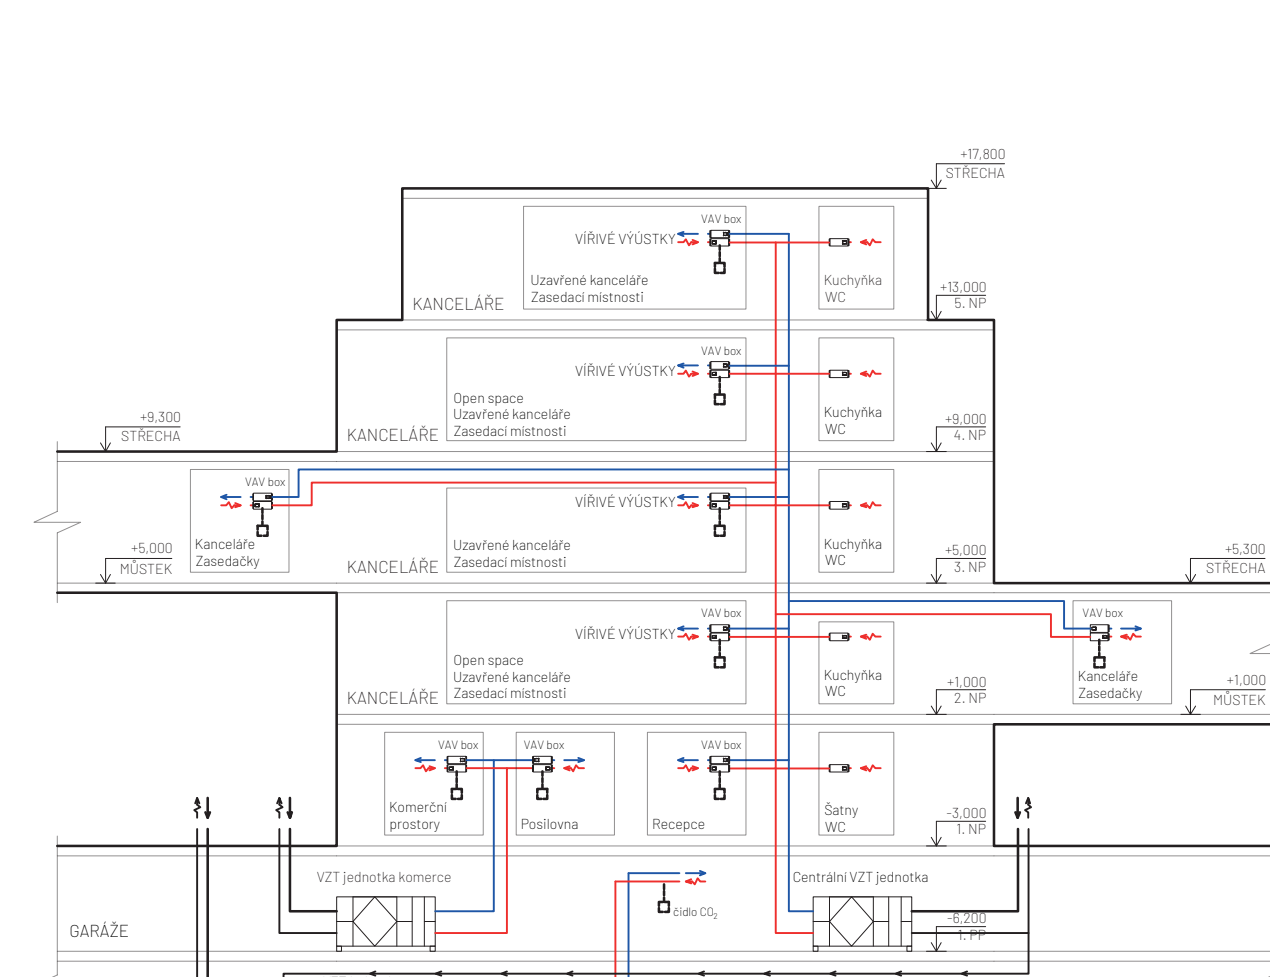 +17,800
STŘECHA
VAV box
VÍŘIVÉ VÝÚSTKY
Uzavřené kanceláře
Zasedací místnosti
Kuchyňka
WC
KANCELÁŘE
+13,000
5. NP
VAV box
VÍŘIVÉ VÝÚSTKY
Open space
Uzavřené kanceláře
Zasedací místnosti
Kuchyňka
WC
KANCELÁŘE
+9,300
STŘECHA
+9,000
4. NP
VAV box
Kanceláře
Zasedačky
VÍŘIVÉ VÝÚSTKY
Uzavřené kanceláře
Zasedací místnosti
Kuchyňka
WC
KANCELÁŘE
+5,000
MŮSTEK
+5,000
3. NP
+5,300
STŘECHA
VAV box
VÍŘIVÉ VÝÚSTKY
Open space
Uzavřené kanceláře
Zasedací místnosti
Kuchyňka
WC
KANCELÁŘE
+1,000
2. NP
VAV box
Kanceláře
Zasedačky
+1,000
MŮSTEK
VAV box
Komerční
prostory
VAV box
Posilovna
VAV box
Recepce
Šatny
WC
-3,000
1. NP
VZT jednotka komerce
čidlo CO2
Centrální VZT jednotka
GARÁŽE
-6,200
1. PP